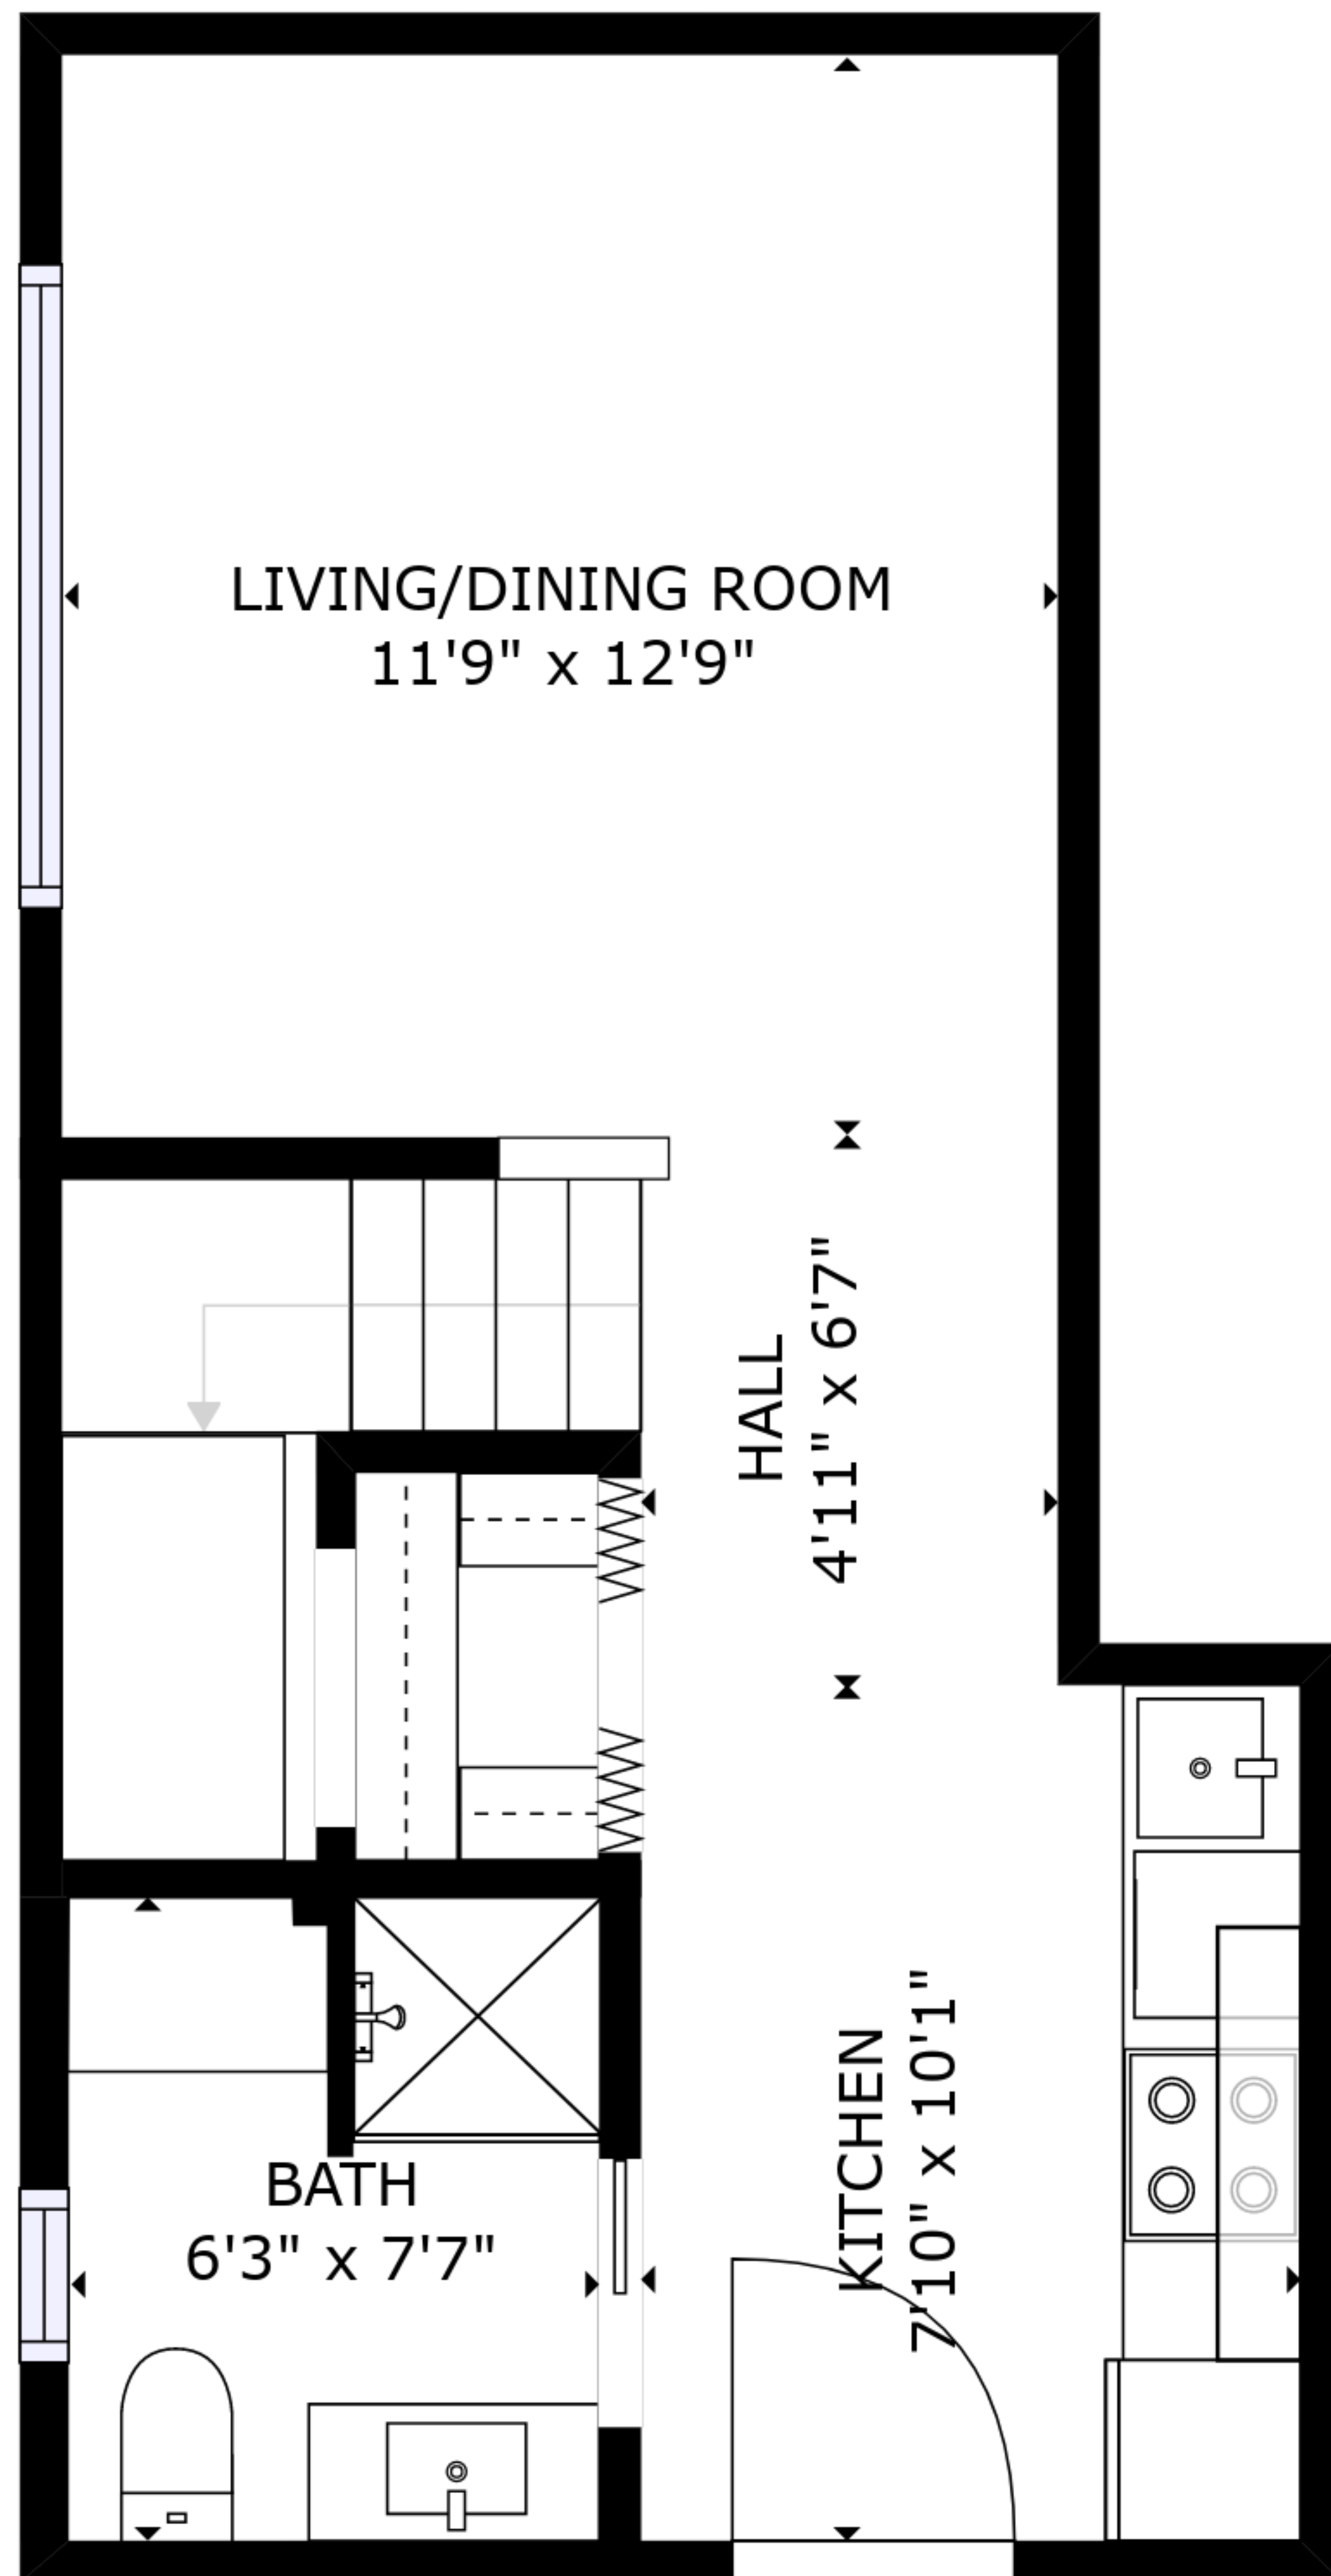 LIVING/DINING ROOM
11'9" x 12'9"
HALL
4'11" x 6'7"
KITCHEN
7'10" x 10'1"
BATH
6'3" x 7'7"